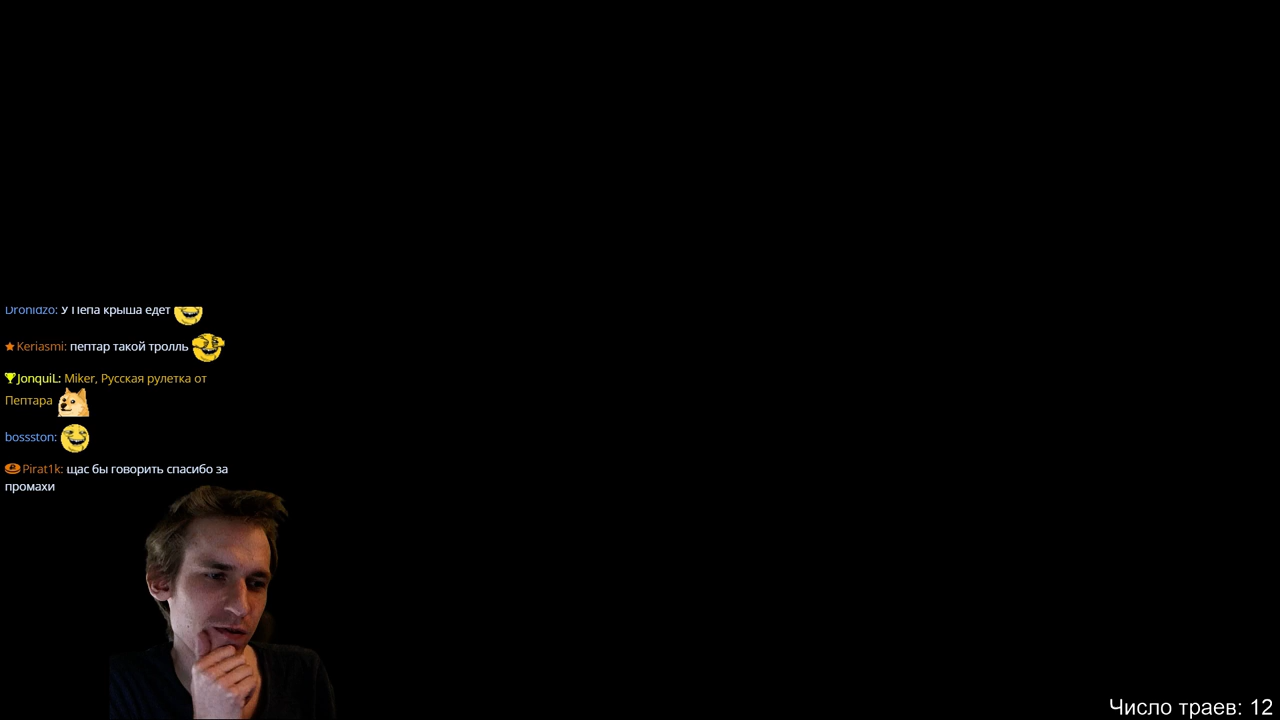 Dronidzo: У Пепа крыша едет
Keriasmi: пептар такой тролль
JonquiL: Miker, Русская рулетка от
Пептара
bossston: 
Pirat1k: щас бы говорить спасибо за
промахи
Число траев: 12